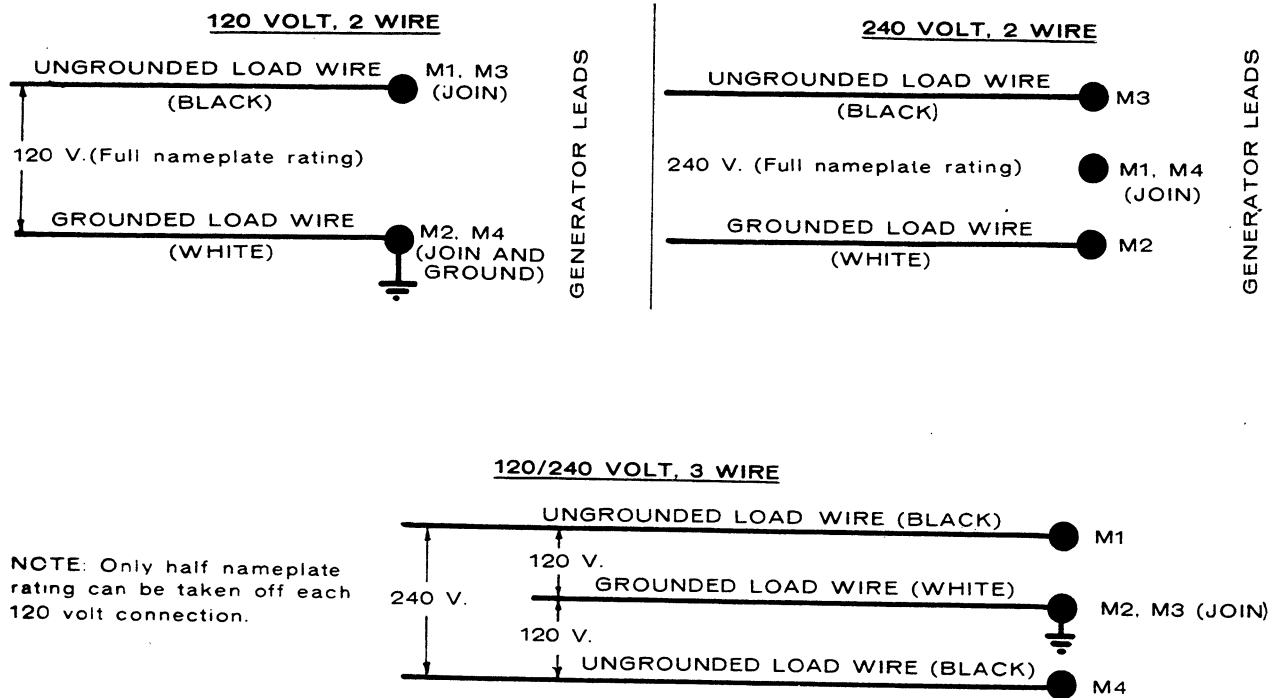 120 VOLT, 2 WIRE
UNGROUNDED LOAD WIRE
(BLACK)
M1, M3
(JOIN)
120 V.(Full nameplate rating)
GROUNDED LOAD WIRE
(WHITE)
M2, M4
(JOIN AND
GROUND)
GENERATOR LEADS
240 VOLT, 2 WIRE
UNGROUNDED LOAD WIRE
(BLACK)
M3
240 V. (Full nameplate rating)
M1, M4
(JOIN)
GROUNDED LOAD WIRE
(WHITE)
M2
GENERATOR LEADS
120/240 VOLT, 3 WIRE
UNGROUNDED LOAD WIRE (BLACK)
M1
NOTE: Only half nameplate
rating can be taken off each
120 volt connection.
240 V.
120 V.
GROUNDED LOAD WIRE (WHITE)
M2, M3 (JOIN)
120 V.
UNGROUNDED LOAD WIRE (BLACK)
M4